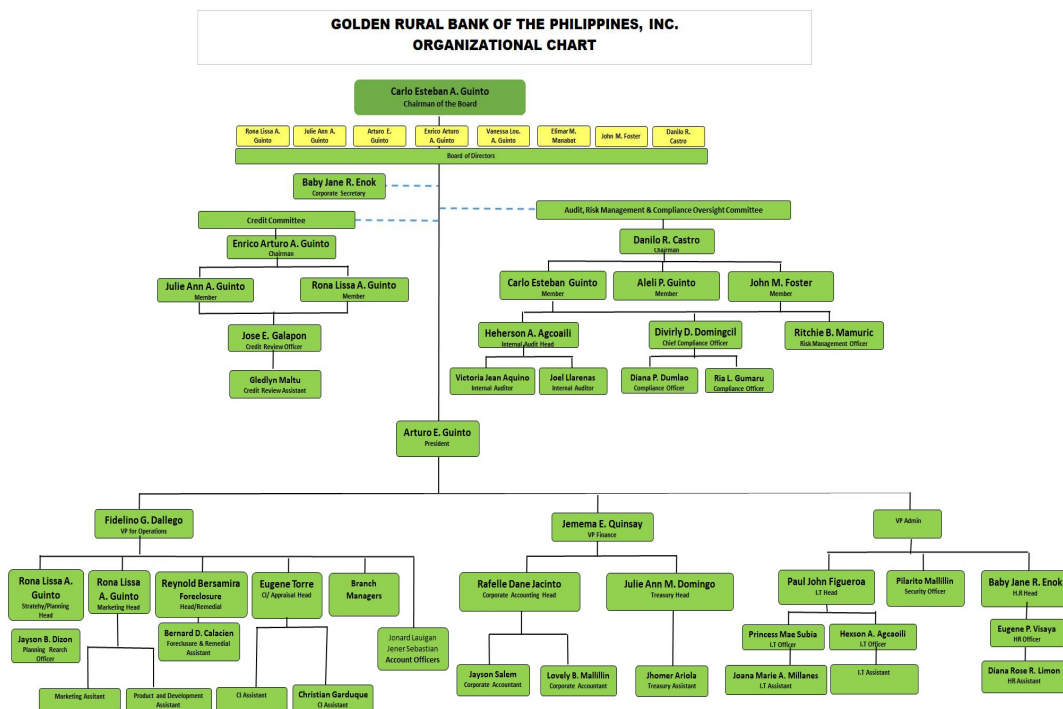 GOLDEN RURAL BANK OF THE PHILIPPINES, INC.
ORGANIZATIONAL CHART
Carlo Esteban A. Guinto
Chairman of the Board
Rona Lissa A.
Guinto
Julie Ann A.
Guinto
Arturo E.
Guinto
Enrico Arturo
A. Guinto
Vanessa Lou.
A. Guinto
Elimar M.
Manabat
John M. Foster
Danilo R.
Castro
Board of Directors
Baby Jane R. Enok
Corporate Secretary
Credit Committee
Audit, Risk Management & Compliance Oversight Committee
Enrico Arturo A. Guinto
Chairman
Danilo R. Castro
Chairman
Julie Ann A. Guinto
Member
Rona Lissa A. Guinto
Member
Carlo Esteban Guinto
Member
Aleli P. Guinto
Member
John M. Foster
Member
Jose E. Galapon
Credit Review Officer
Heherson A. Agcoaili
Internal Audit Head
Divirly D. Domingcil
Chief Compliance Officer
Ritchie B. Mamuric
Risk Management Officer
Gledlyn Maltu
Credit Review Assistant
Victoria Jean Aquino
Internal Auditor
Joel Llarenas
Internal Auditor
Diana P. Dumlao
Compliance Officer
Ria L. Gumaru
Compliance Officer
Arturo E. Guinto
President
Fidelino G. Dallego
VP for Operations
Jemema E. Quinsay
VP Finance
VP Admin
Rona Lissa A.
Guinto
Stratehy/Planning
Head
Rona Lissa
A. Guinto
Marketing Head
Reynold Bersamira
Foreclosure
Head/Remedial
Eugene Torre
CI/ Appraisal Head
Branch
Managers
Rafelle Dane Jacinto
Corporate Accounting Head
Julie Ann M. Domingo
Treasury Head
Paul John Figueroa
I.T Head
Pilarito Mallillin
Security Officer
Baby Jane R. Enok
H.R Head
Jayson B. Dizon
Planning Rearch
Officer
Bernard D. Calacien
Foreclosure & Remedial
Assistant
Jonard Lauigan
Jener Sebastian
Account Officers
Princess Mae Subia
I.T Officer
Hexson A. Agcaoili
I.T Officer
Eugene P. Visaya
HR Officer
Marketing Assitant
Product and Development
Assistant
CI Assistant
Christian Garduque
CI Assistant
Jayson Salem
Corporate Accountant
Lovely B. Mallillin
Corporate Accountant
Jhomer Ariola
Treasury Assistant
Joana Marie A. Millanes
I.T Assistant
I.T Assistant
Diana Rose R. Limon
HR Assistant